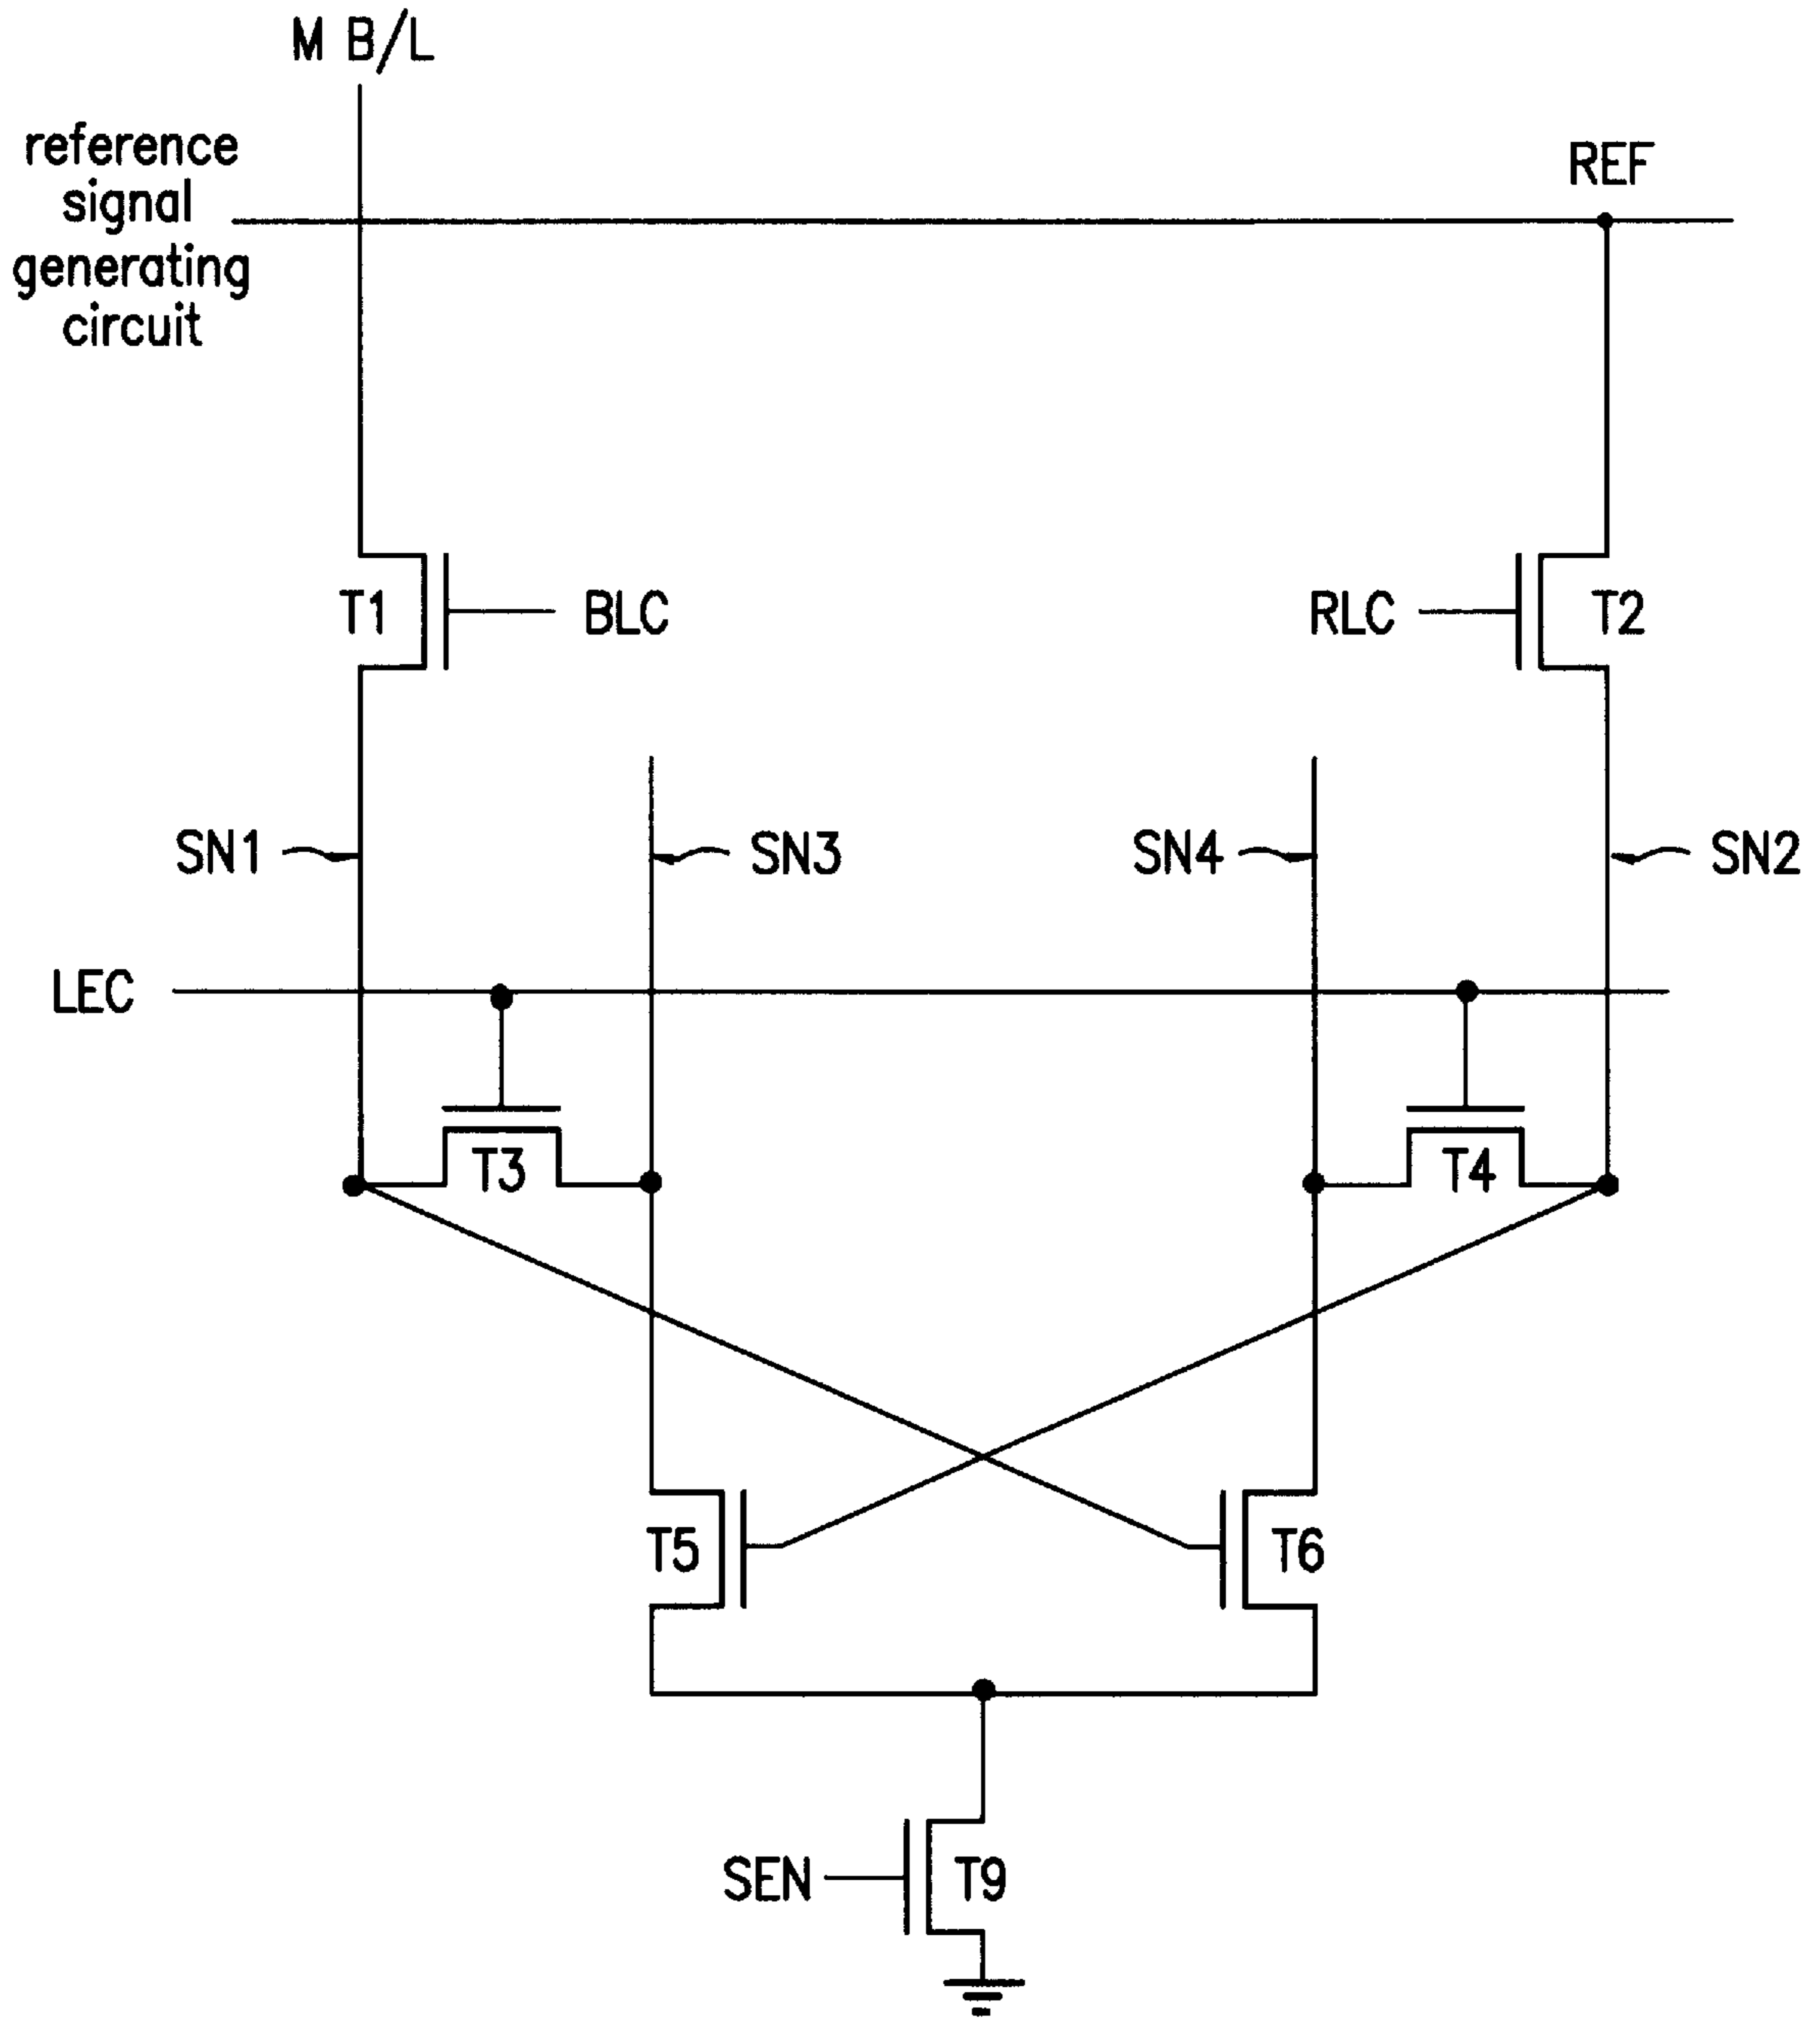 M B/L
reference
signal
generating
circuit
REF
T1
BLC
RLC
T2
SN1
SN3
SN4
SN2
LEC
T3
T4
T5
T6
SEN
T9